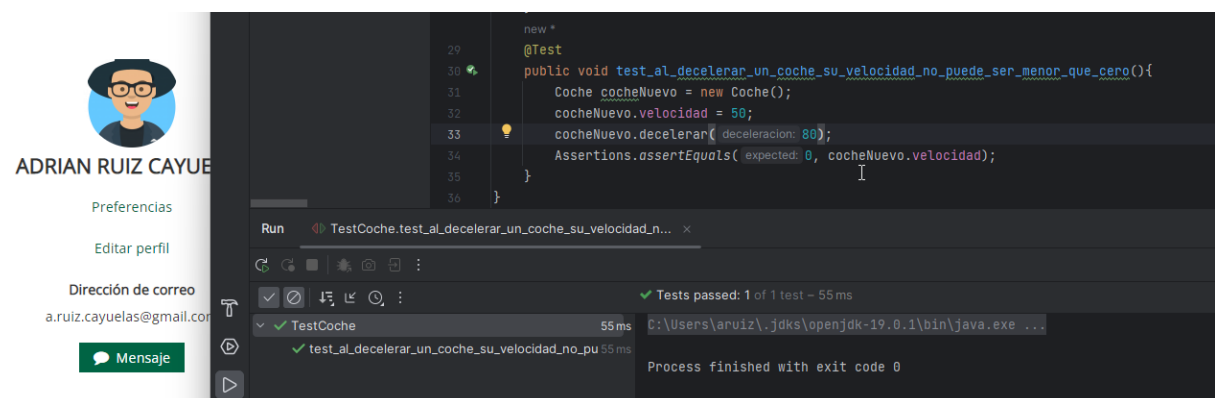 ADRIAN RUIZ CAYUE
Preferencias
Editar perfil
Dirección de correo
a.ruiz.cayuelas@gmail.cor
Mensaje
new *
29 @Test
30 public void test_al_decelerar_un_coche_su_velocidad_no_puede_ser_menor_que_cero(){
31 Coche cocheNuevo = new Coche();
32 cocheNuevo.velocidad = 50;
33 cocheNuevo.decelerar( deceleracion: 80);
34 Assertions.assertEquals( expected: 0, cocheNuevo.velocidad);
35 }
36 }
Run TestCoche.test_al_decelerar_un_coche_su_velocidad_n... ×
Tests passed: 1 of 1 test – 55 ms
TestCoche 55 ms
test_al_decelerar_un_coche_su_velocidad_no_pu 55 ms
C:\Users\aruiz\.jdks\openjdk-19.0.1\bin\java.exe ...
Process finished with exit code 0